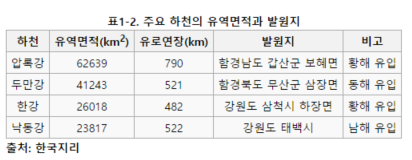 표1-2. 주요 하천의 유역면적과 발원지
하천 유역면적(km²) 유로연장(km) 발원지 비고
압록강 62639 790 함경남도 갑산군 보혜면 황해 유입
두만강 41243 521 함경북도 무산군 삼장면 동해 유입
한강 26018 482 강원도 삼척시 하장면 황해 유입
낙동강 23817 522 강원도 태백시 남해 유입
출처: 한국지리